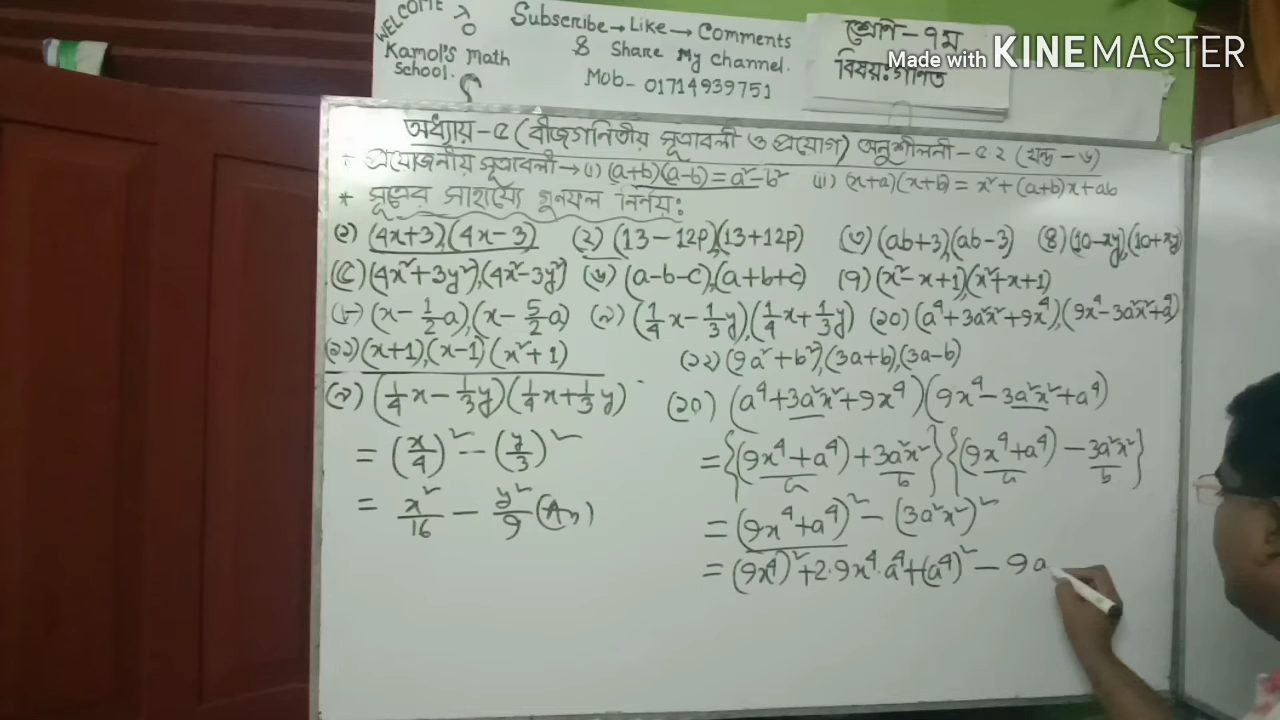 WELCOME TO
Kamol's Math
School.
Subscribe → Like → Comments
& Share My channel.
Mob- 01714939751
শ্রেণি - ৭ম
বিষয়: গণিত
Made with KINEMASTER
অধ্যায় - ৫ (বীজগণিতীয় সূত্রাবলী ও প্রয়োগ) অনুশীলনী - ৫.২
* প্রয়োজনীয় সূত্রাবলী → (i) (a+b)(a-b) = a²-b² (ii) (x+a)(x+b) = x²+(a+b)x+ab
* সূত্রের সাহায্যে গুনফল নির্নয়:
(১) (4x+3),(4x-3) (২) (13-12p),(13+12p) (৩) (ab+3),(ab-3) (৪) (10-xy),(10+xy)
(৫) (4x²+3y²),(4x²-3y²) (৬) (a-b-c),(a+b+c) (৭) (x²-x+1),(x²+x+1)
(৮) (x-1/2a),(x-5/2a) (৯) (1/4x-1/3y),(1/4x+1/3y) (১০) (a⁴+3a²x²+9x⁴),(9x⁴-3a²x²+a⁴)
(১১) (x+1),(x-1)(x²+1) (১২) (9a²+b²),(3a+b),(3a-b)
(৯) (1/4x-1/3y)(1/4x+1/3y)
= (x/4)² - (y/3)²
= x²/16 - y²/9 (Ans)
(১০) (a⁴+3a²x²+9x⁴)(9x⁴-3a²x²+a⁴)
= {(9x⁴+a⁴)+3a²x²}{(9x⁴+a⁴)-3a²x²}
a b a b
= (9x⁴+a⁴)² - (3a²x²)²
= (9x⁴)²+2·9x⁴·a⁴+(a⁴)² - 9a